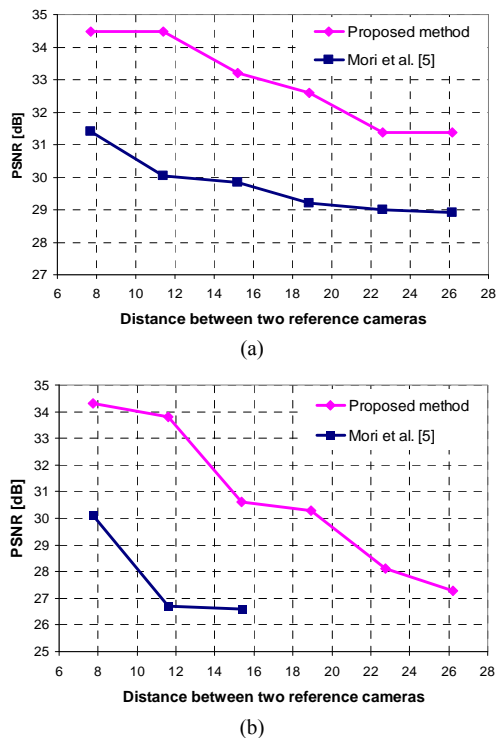 35
34
33
32
31
30
29
28
27
PSNR [dB]
Proposed method
Mori et al. [5]
6 8 10 12 14 16 18 20 22 24 26 28
Distance between two reference cameras
(a)
35
34
33
32
31
30
29
28
27
26
25
PSNR [dB]
Proposed method
Mori et al. [5]
6 8 10 12 14 16 18 20 22 24 26 28
Distance between two reference cameras
(b)